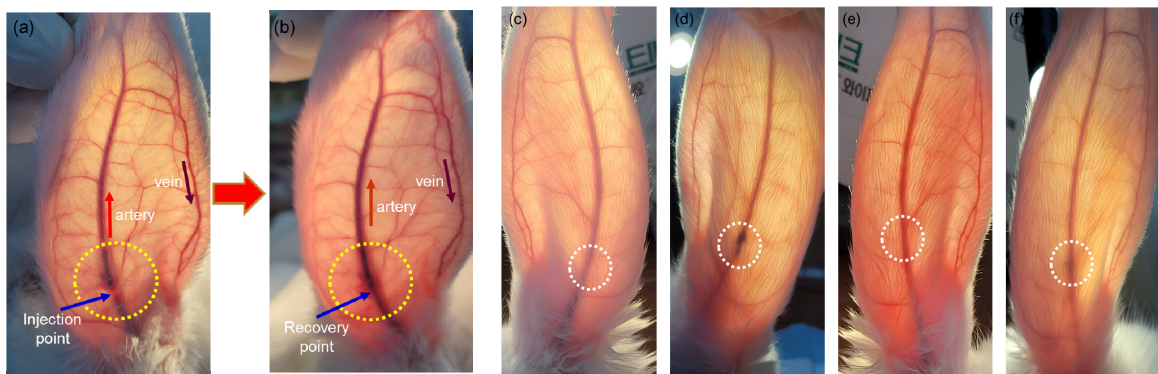 (a)
(b)
(c)
(d)
(e)
(f)
vein
artery
Injection
point
vein
artery
Recovery
point